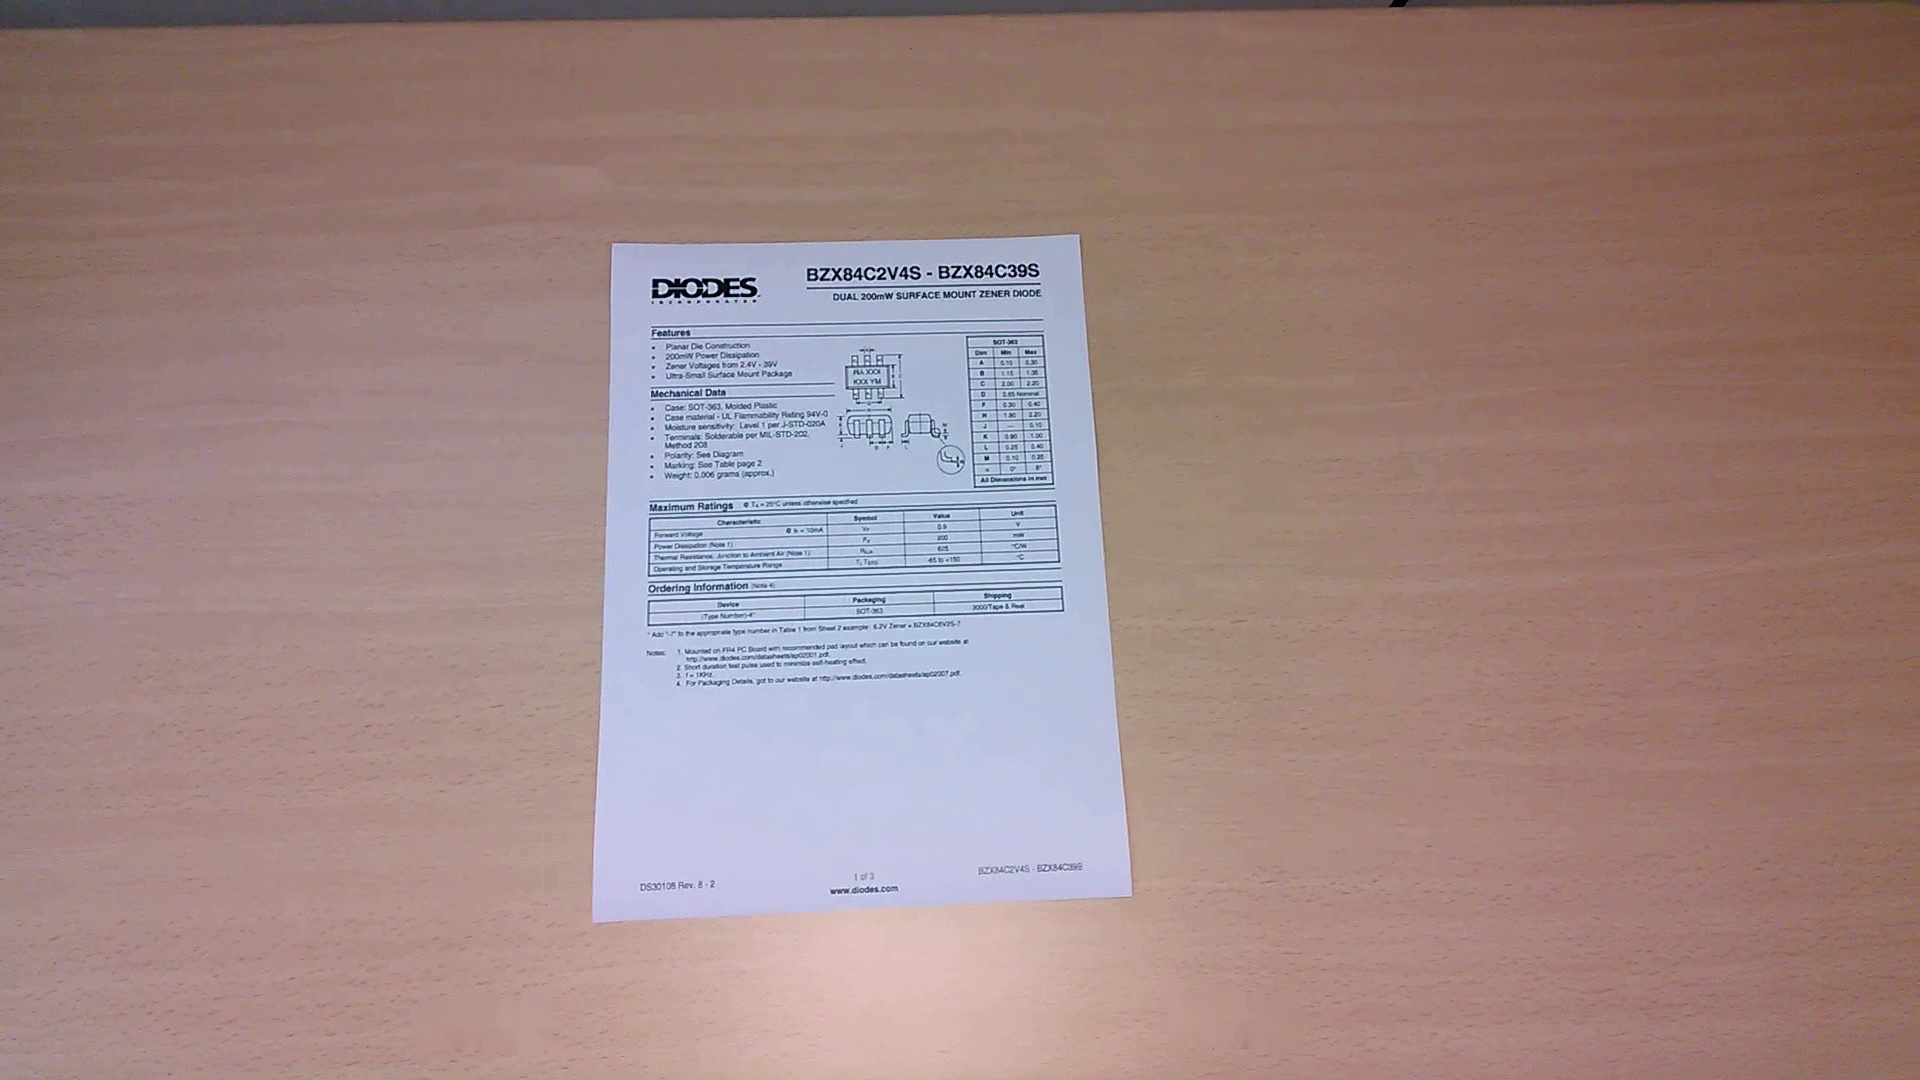 DIODES
INCORPORATED
BZX84C2V4S - BZX84C39S
DUAL 200mW SURFACE MOUNT ZENER DIODE
Features
• Planar Die Construction
• 200mW Power Dissipation
• Zener Voltages from 2.4V - 39V
• Ultra-Small Surface Mount Package
Mechanical Data
• Case: SOT-363, Molded Plastic
• Case material - UL Flammability Rating 94V-0
• Moisture sensitivity: Level 1 per J-STD-020A
• Terminals: Solderable per MIL-STD-202,
Method 208
• Polarity: See Diagram
• Marking: See Table page 2
• Weight: 0.006 grams (approx.)
SOT-363
Dim Min Max
A 0.10 0.30
B 1.15 1.35
C 2.00 2.20
D 0.65 Nominal
F 0.30 0.40
H 1.80 2.20
J — 0.10
K 0.90 1.00
L 0.25 0.40
M 0.10 0.25
α 0° 8°
All Dimensions in mm
Maximum Ratings @ TA = 25°C unless otherwise specified
Characteristic Symbol Value Unit
Forward Voltage @ IF = 10mA VF 0.9 V
Power Dissipation (Note 1) Pd 200 mW
Thermal Resistance, Junction to Ambient Air (Note 1) RθJA 625 °C/W
Operating and Storage Temperature Range Tj, TSTG -65 to +150 °C
Ordering Information (Note 4)
Device Packaging Shipping
(Type Number)-7* SOT-363 3000/Tape & Reel
* Add "-7" to the appropriate type number in Table 1 from Sheet 2 example: 6.2V Zener = BZX84C6V2S-7
Notes: 1. Mounted on FR4 PC Board with recommended pad layout which can be found on our website at
http://www.diodes.com/datasheets/ap02001.pdf.
2. Short duration test pulse used to minimize self-heating effect.
3. f = 1KHz.
4. For Packaging Details, got to our website at http://www.diodes.com/datasheets/ap02007.pdf.
DS30108 Rev. 8 - 2
1 of 3
www.diodes.com
BZX84C2V4S - BZX84C39S